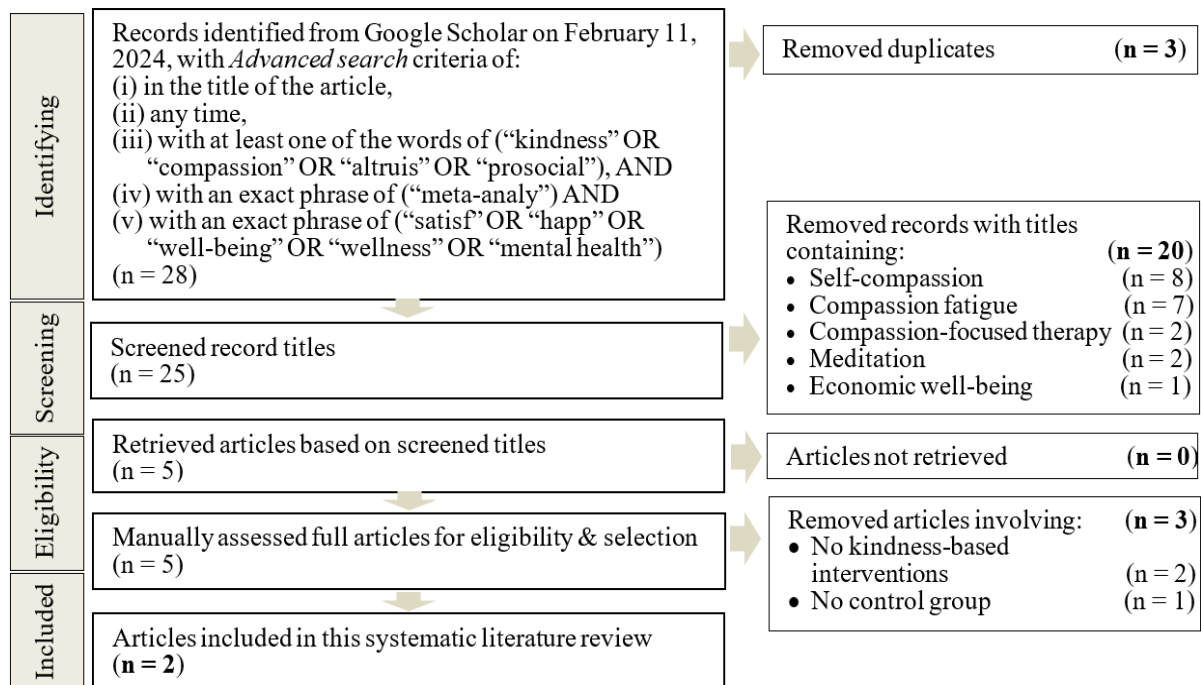 Identifying
Records identified from Google Scholar on February 11,
2024, with Advanced search criteria of:
(i) in the title of the article,
(ii) any time,
(iii) with at least one of the words of (“kindness” OR
“compassion” OR “altruis” OR “prosocial”), AND
(iv) with an exact phrase of (“meta-analy”) AND
(v) with an exact phrase of (“satisf” OR “happ” OR
“well-being” OR “wellness” OR “mental health”)
(n = 28)
Removed duplicates (n = 3)
Screening
Screened record titles
(n = 25)
Removed records with titles
containing: (n = 20)
• Self-compassion (n = 8)
• Compassion fatigue (n = 7)
• Compassion-focused therapy (n = 2)
• Meditation (n = 2)
• Economic well-being (n = 1)
Eligibility
Retrieved articles based on screened titles
(n = 5)
Articles not retrieved (n = 0)
Manually assessed full articles for eligibility & selection
(n = 5)
Removed articles involving: (n = 3)
• No kindness-based
interventions (n = 2)
• No control group (n = 1)
Included
Articles included in this systematic literature review
(n = 2)